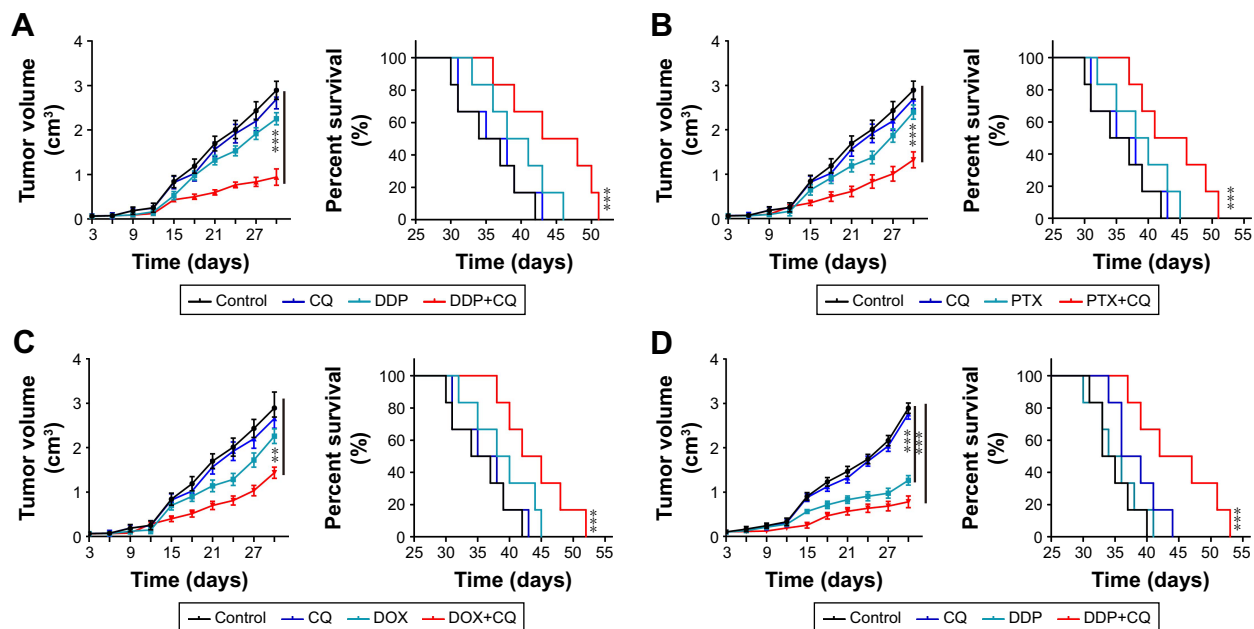 A
B
Tumor volume
(cm³)
4
3
2
1
0
3 9 15 21 27
Time (days)
***
Percent survival
(%)
100
80
60
40
20
0
25 30 35 40 45 50
Time (days)
***
Control CQ DDP DDP+CQ
Tumor volume
(cm³)
4
3
2
1
0
3 9 15 21 27
Time (days)
***
Percent survival
(%)
100
80
60
40
20
0
25 30 35 40 45 50 55
Time (days)
***
Control CQ PTX PTX+CQ
C
D
Tumor volume
(cm³)
4
3
2
1
0
3 9 15 21 27
Time (days)
***
Percent survival
(%)
100
80
60
40
20
0
25 30 35 40 45 50 55
Time (days)
***
Control CQ DOX DOX+CQ
Tumor volume
(cm³)
4
3
2
1
0
3 9 15 21 27
Time (days)
***
***
Percent survival
(%)
100
80
60
40
20
0
25 30 35 40 45 50 55
Time (days)
***
Control CQ DDP DDP+CQ